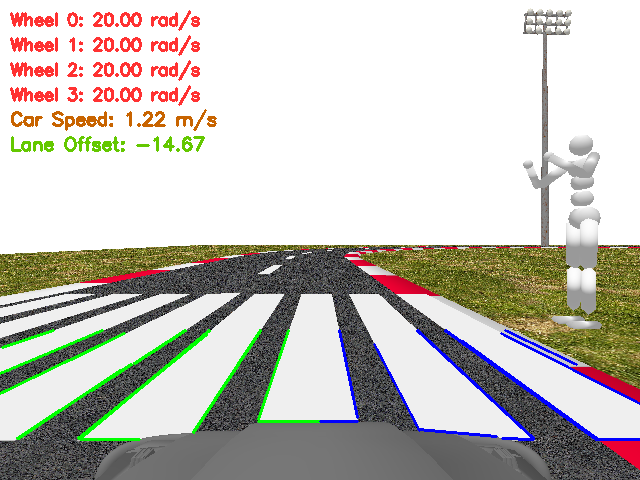 Wheel 0: 20.00 rad/s
Wheel 1: 20.00 rad/s
Wheel 2: 20.00 rad/s
Wheel 3: 20.00 rad/s
Car Speed: 1.22 m/s
Lane Offset: -14.67